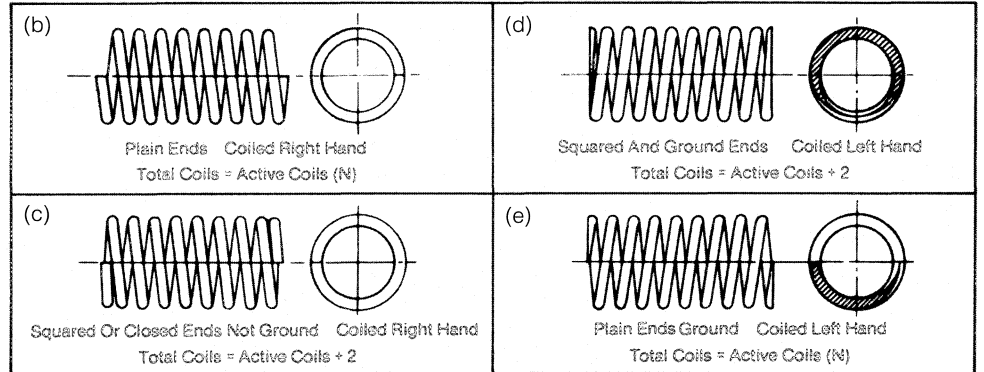 (b)
Plain Ends Coiled Right Hand
Total Coils = Active Coils (N)
(d)
Squared And Ground Ends Coiled Left Hand
Total Coils = Active Coils + 2
(c)
Squared Or Closed Ends Not Ground Coiled Right Hand
Total Coils = Active Coils + 2
(e)
Plain Ends Ground Coiled Left Hand
Total Coils = Active Coils (N)